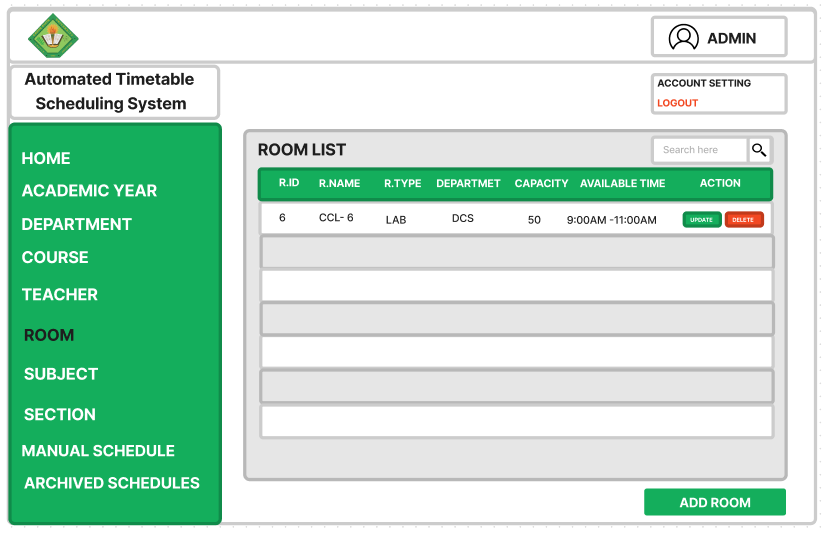 ADMIN
Automated Timetable
Scheduling System
ACCOUNT SETTING
LOGOUT
HOME
ACADEMIC YEAR
DEPARTMENT
COURSE
TEACHER
ROOM
SUBJECT
SECTION
MANUAL SCHEDULE
ARCHIVED SCHEDULES
ROOM LIST
Search here
R.ID R.NAME R.TYPE DEPARTMET CAPACITY AVAILABLE TIME ACTION
6 CCL- 6 LAB DCS 50 9:00AM -11:00AM UPDATE DELETE
ADD ROOM